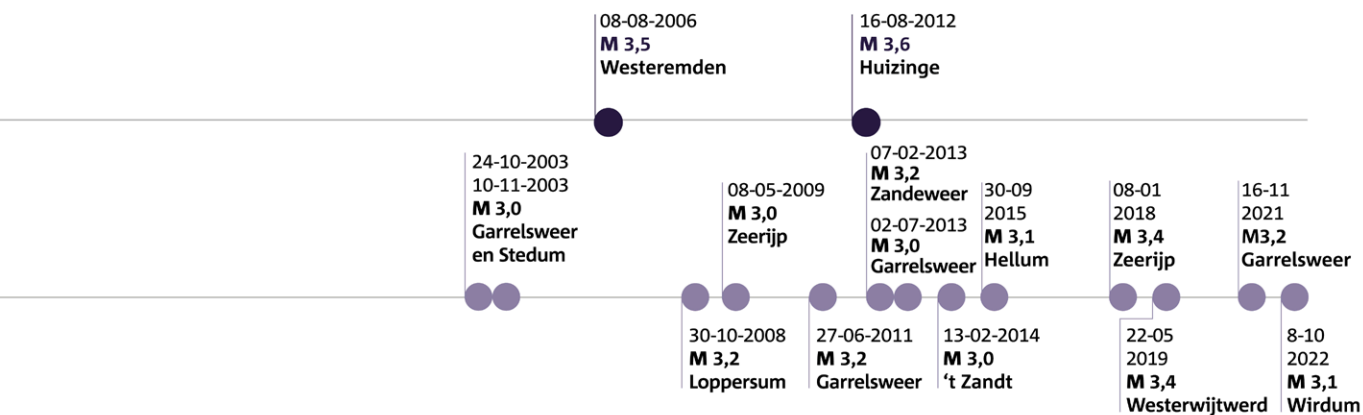 08-08-2006
M 3,5
Westeremden
16-08-2012
M 3,6
Huizinge
24-10-2003
10-11-2003
M 3,0
Garrelsweer
en Stedum
08-05-2009
M 3,0
Zeerijp
07-02-2013
M 3,2
Zandeweer
02-07-2013
M 3,0
Garrelsweer
30-09
2015
M 3,1
Hellum
08-01
2018
M 3,4
Zeerijp
16-11
2021
M3,2
Garrelsweer
30-10-2008
M 3,2
Loppersum
27-06-2011
M 3,2
Garrelsweer
13-02-2014
M 3,0
‘t Zandt
22-05
2019
M 3,4
Westerwijtwerd
8-10
2022
M 3,1
Wirdum